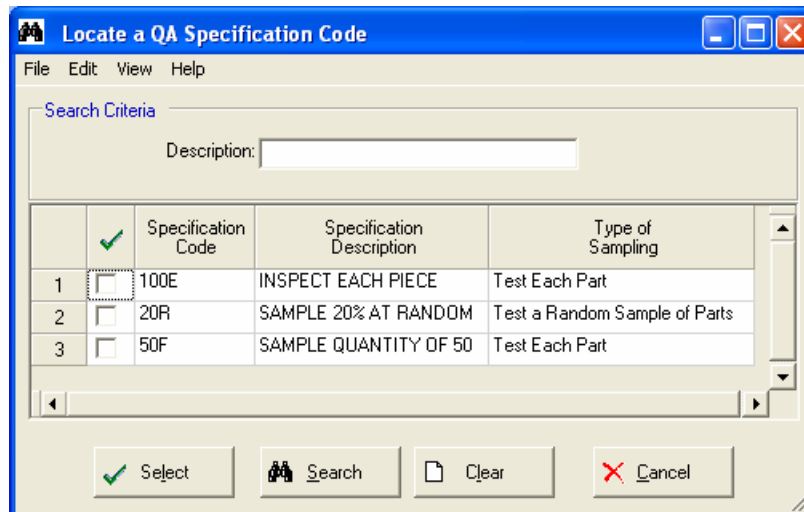 Locate a QA Specification Code
File Edit View Help
Search Criteria
Description:
Specification Code Specification Description Type of Sampling
1 100E INSPECT EACH PIECE Test Each Part
2 20R SAMPLE 20% AT RANDOM Test a Random Sample of Parts
3 50F SAMPLE QUANTITY OF 50 Test Each Part
Select Search Clear Cancel